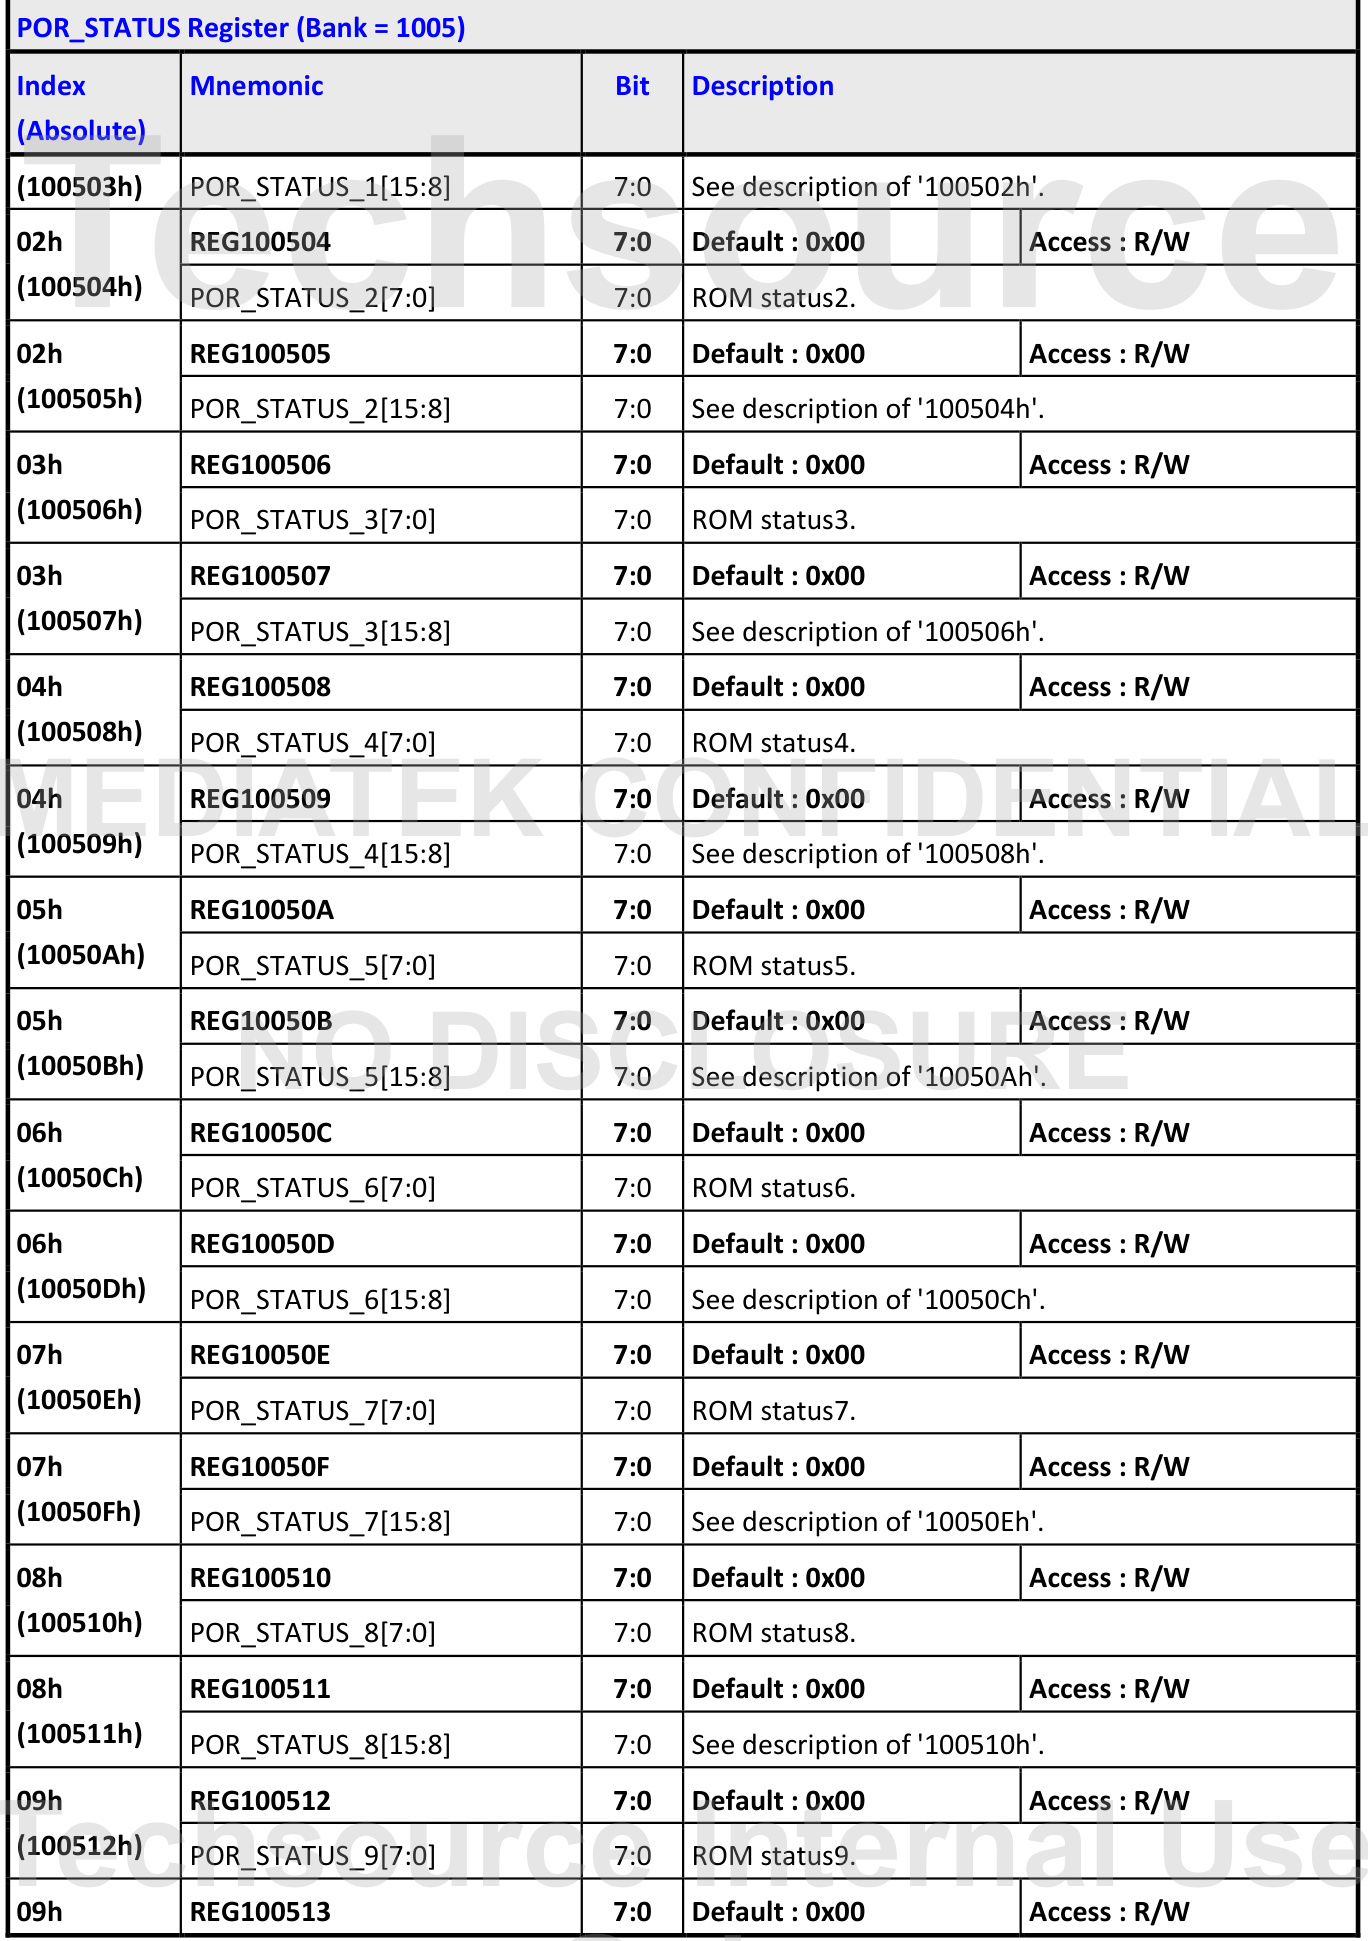 POR_STATUS Register (Bank = 1005)
Index (Absolute) Mnemonic Bit Description
(100503h) POR_STATUS_1[15:8] 7:0 See description of '100502h'.
02h REG100504 7:0 Default : 0x00 Access : R/W
(100504h) POR_STATUS_2[7:0] 7:0 ROM status2.
02h REG100505 7:0 Default : 0x00 Access : R/W
(100505h) POR_STATUS_2[15:8] 7:0 See description of '100504h'.
03h REG100506 7:0 Default : 0x00 Access : R/W
(100506h) POR_STATUS_3[7:0] 7:0 ROM status3.
03h REG100507 7:0 Default : 0x00 Access : R/W
(100507h) POR_STATUS_3[15:8] 7:0 See description of '100506h'.
04h REG100508 7:0 Default : 0x00 Access : R/W
(100508h) POR_STATUS_4[7:0] 7:0 ROM status4.
04h REG100509 7:0 Default : 0x00 Access : R/W
(100509h) POR_STATUS_4[15:8] 7:0 See description of '100508h'.
05h REG10050A 7:0 Default : 0x00 Access : R/W
(10050Ah) POR_STATUS_5[7:0] 7:0 ROM status5.
05h REG10050B 7:0 Default : 0x00 Access : R/W
(10050Bh) POR_STATUS_5[15:8] 7:0 See description of '10050Ah'.
06h REG10050C 7:0 Default : 0x00 Access : R/W
(10050Ch) POR_STATUS_6[7:0] 7:0 ROM status6.
06h REG10050D 7:0 Default : 0x00 Access : R/W
(10050Dh) POR_STATUS_6[15:8] 7:0 See description of '10050Ch'.
07h REG10050E 7:0 Default : 0x00 Access : R/W
(10050Eh) POR_STATUS_7[7:0] 7:0 ROM status7.
07h REG10050F 7:0 Default : 0x00 Access : R/W
(10050Fh) POR_STATUS_7[15:8] 7:0 See description of '10050Eh'.
08h REG100510 7:0 Default : 0x00 Access : R/W
(100510h) POR_STATUS_8[7:0] 7:0 ROM status8.
08h REG100511 7:0 Default : 0x00 Access : R/W
(100511h) POR_STATUS_8[15:8] 7:0 See description of '100510h'.
09h REG100512 7:0 Default : 0x00 Access : R/W
(100512h) POR_STATUS_9[7:0] 7:0 ROM status9.
09h REG100513 7:0 Default : 0x00 Access : R/W
Techsource
MEDIATEK CONFIDENTIAL
NO DISCLOSURE
Techsource Internal Use